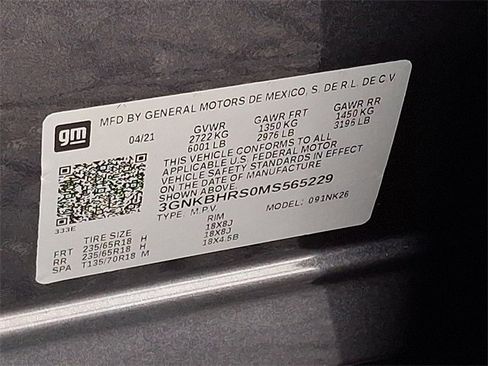 gm
MFD BY GENERAL MOTORS DE MEXICO, S. DE R.L. DE C.V
04/21 GVWR GAWR FRT GAWR RR
2722 KG 1350 KG 1450 KG
6001 LB 2976 LB 3195 LB
THIS VEHICLE CONFORMS TO ALL
APPLICABLE U.S. FEDERAL MOTOR
VEHICLE SAFETY STANDARDS IN EFFECT
ON THE DATE OF MANUFACTURE
SHOWN ABOVE.
3GNKBHRS0MS565229
TYPE: M.P.V. MODEL: 091NK26
333E
TIRE SIZE RIM
FRT 235/65R18 H 18X8J
RR 235/65R18 H 18X8J
SPA T135/70R18 M 18X4.5B